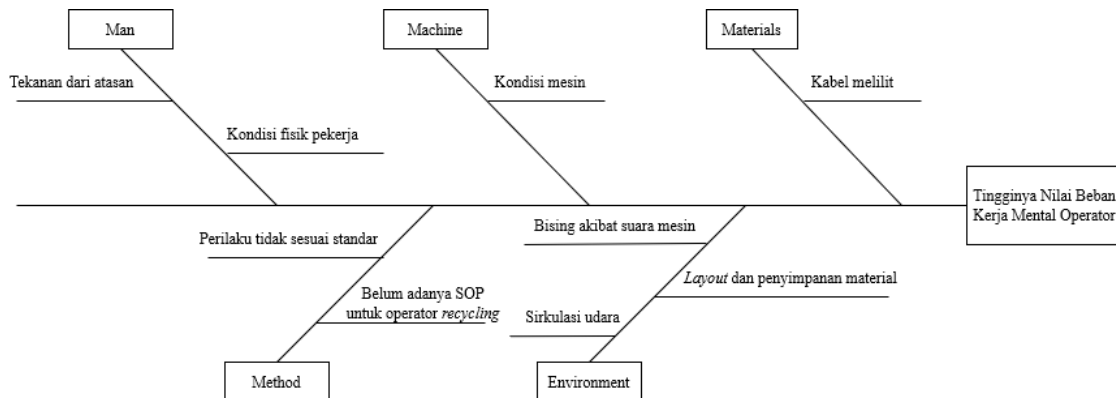 Man
Machine
Materials
Tekanan dari atasan
Kondisi mesin
Kabel melilit
Kondisi fisik pekerja
Tingginya Nilai Beban
Kerja Mental Operator
Perilaku tidak sesuai standar
Bising akibat suara mesin
Layout dan penyimpanan material
Belum adanya SOP
untuk operator recycling
Sirkulasi udara
Method
Environment